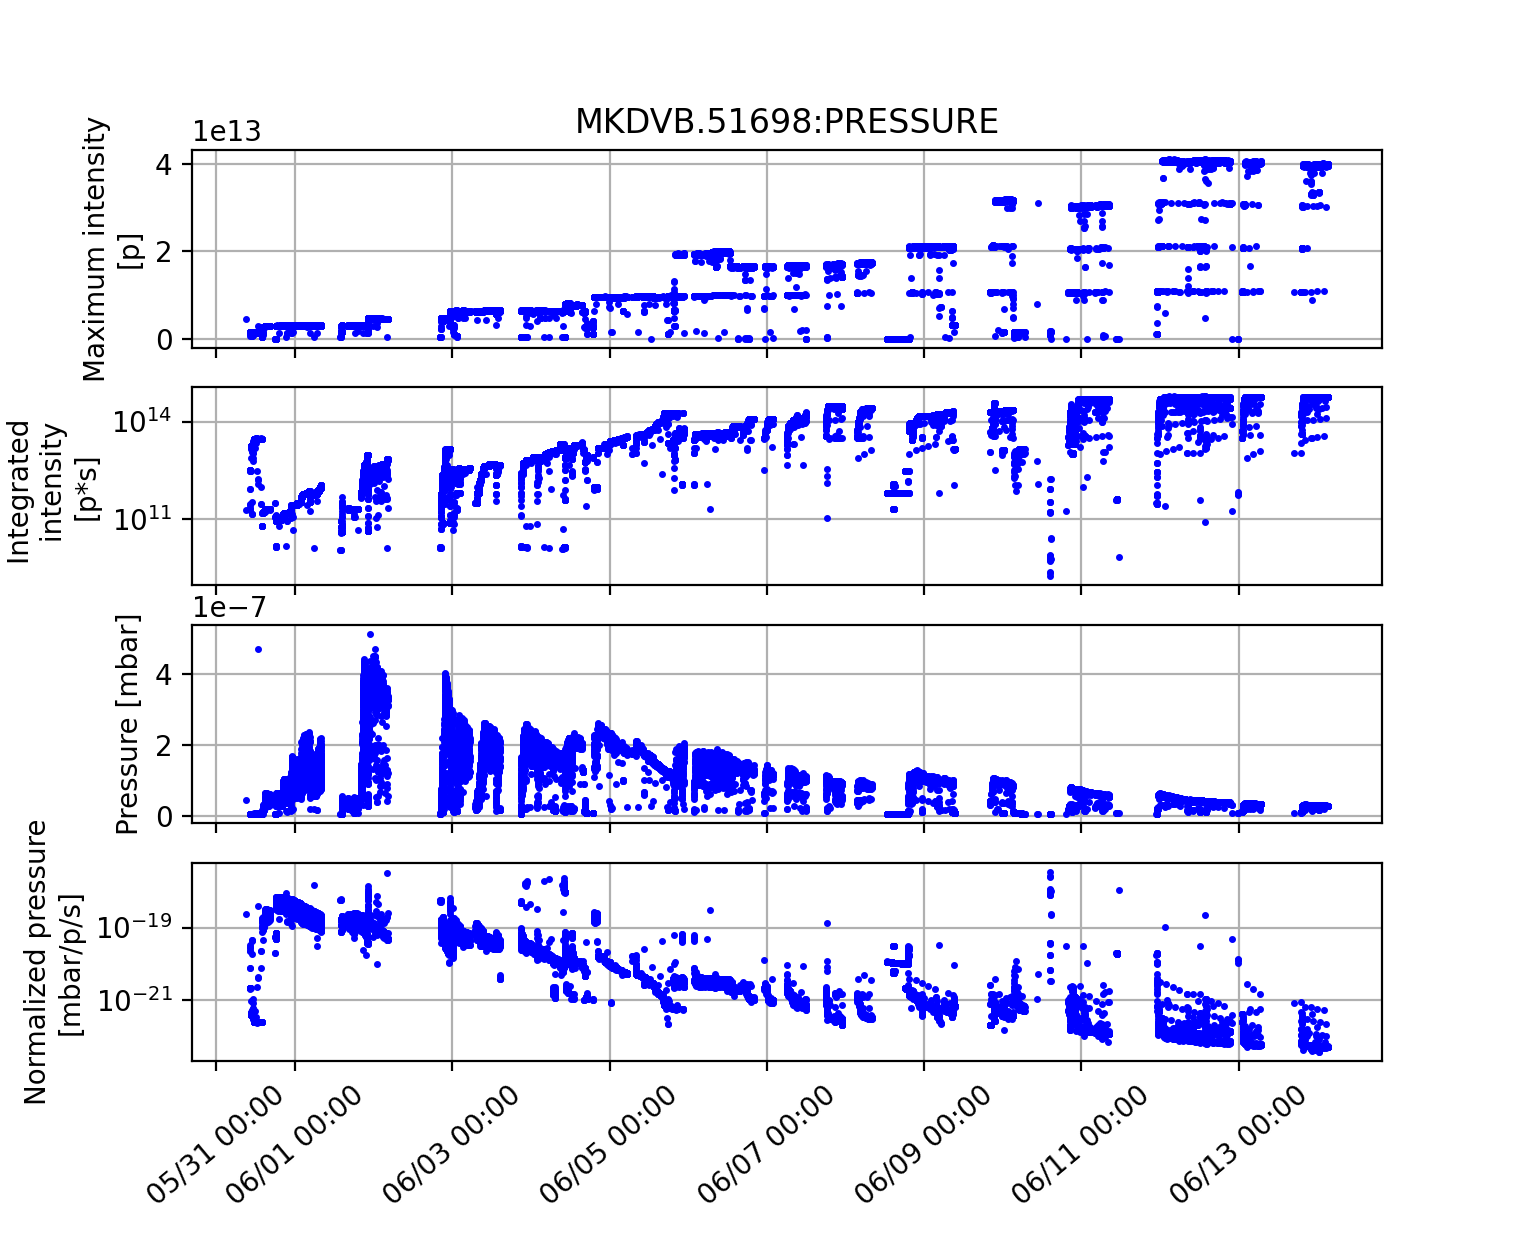 MKDVB.51698:PRESSURE
1e13
Maximum intensity
[p]
4
2
0
Integrated
intensity
[p*s]
10^14
10^11
1e−7
Pressure [mbar]
4
2
0
Normalized pressure
[mbar/p/s]
10^−19
10^−21
05/31 00:00
06/01 00:00
06/03 00:00
06/05 00:00
06/07 00:00
06/09 00:00
06/11 00:00
06/13 00:00